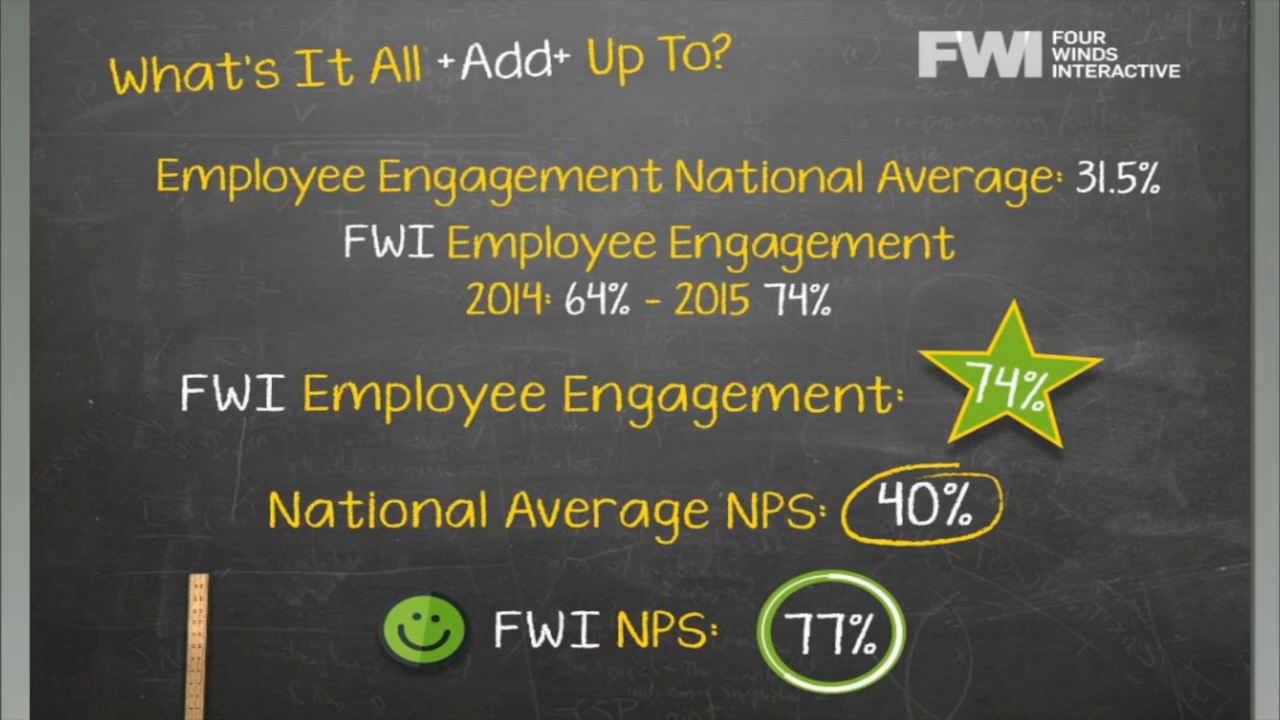 What's It All +Add+ Up To?
FWI FOUR
WINDS
INTERACTIVE
Employee Engagement National Average: 31.5%
FWI Employee Engagement
2014: 64% - 2015 74%
FWI Employee Engagement: 74%
National Average NPS: 40%
FWI NPS: 77%